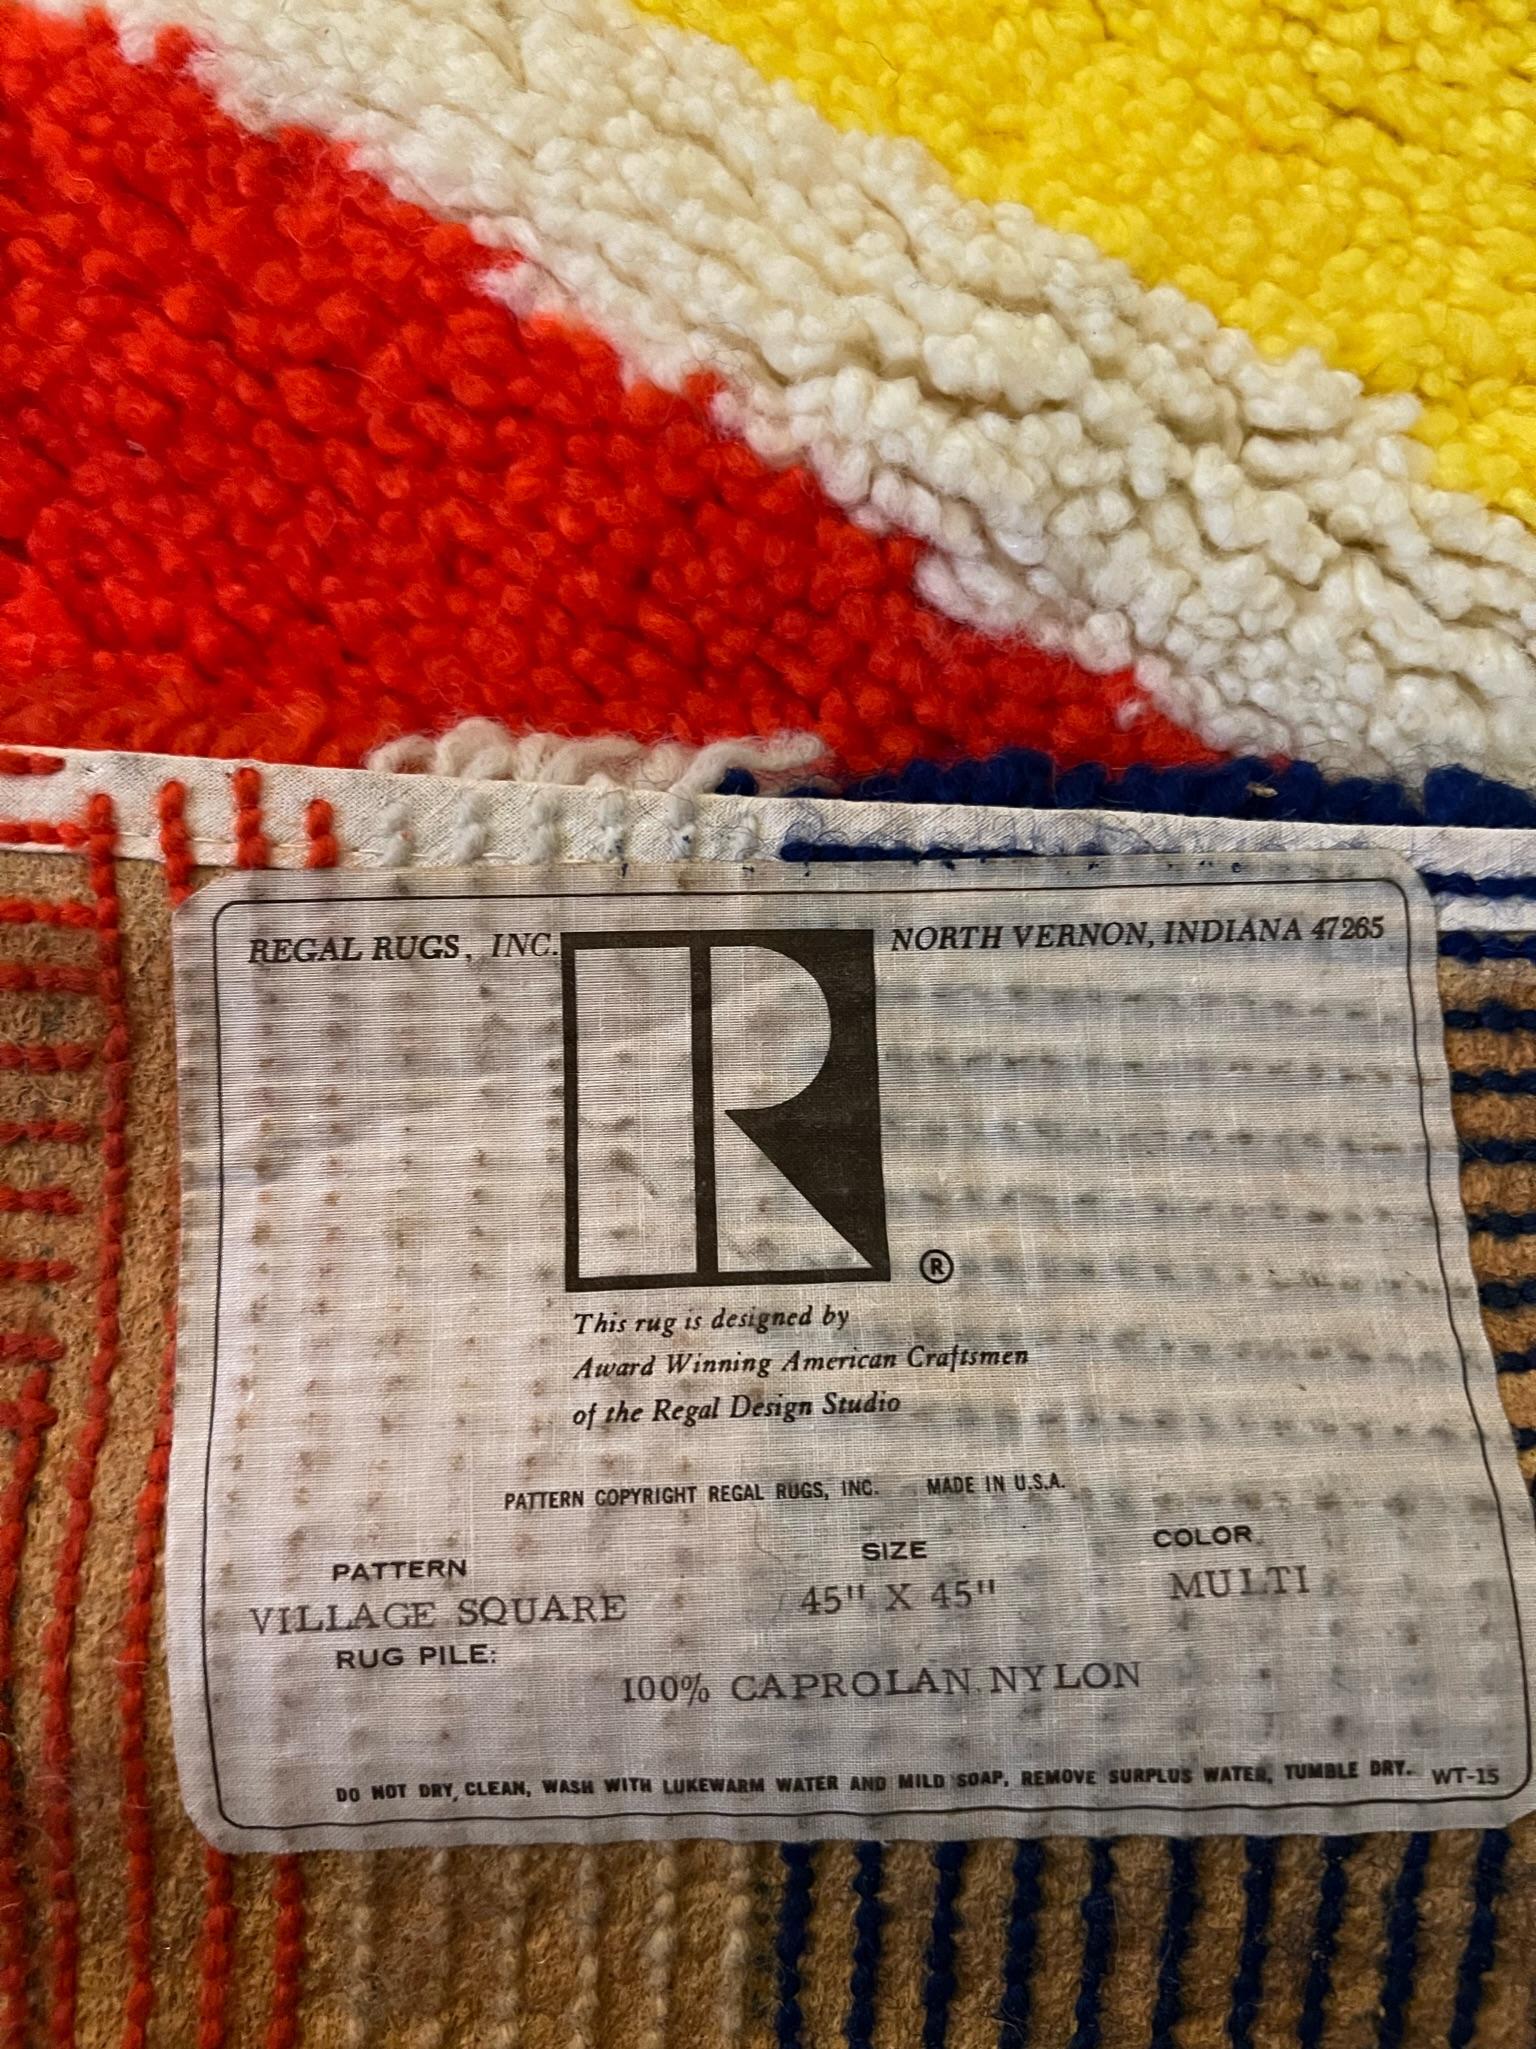 REGAL RUGS, INC.
NORTH VERNON, INDIANA 47265
R
®
This rug is designed by
Award Winning American Craftsmen
of the Regal Design Studio
PATTERN COPYRIGHT REGAL RUGS, INC. MADE IN U.S.A.
PATTERN SIZE COLOR
VILLAGE SQUARE 45" X 45" MULTI
RUG PILE:
100% CAPROLAN NYLON
DO NOT DRY CLEAN, WASH WITH LUKEWARM WATER AND MILD SOAP, REMOVE SURPLUS WATER, TUMBLE DRY. WT-15